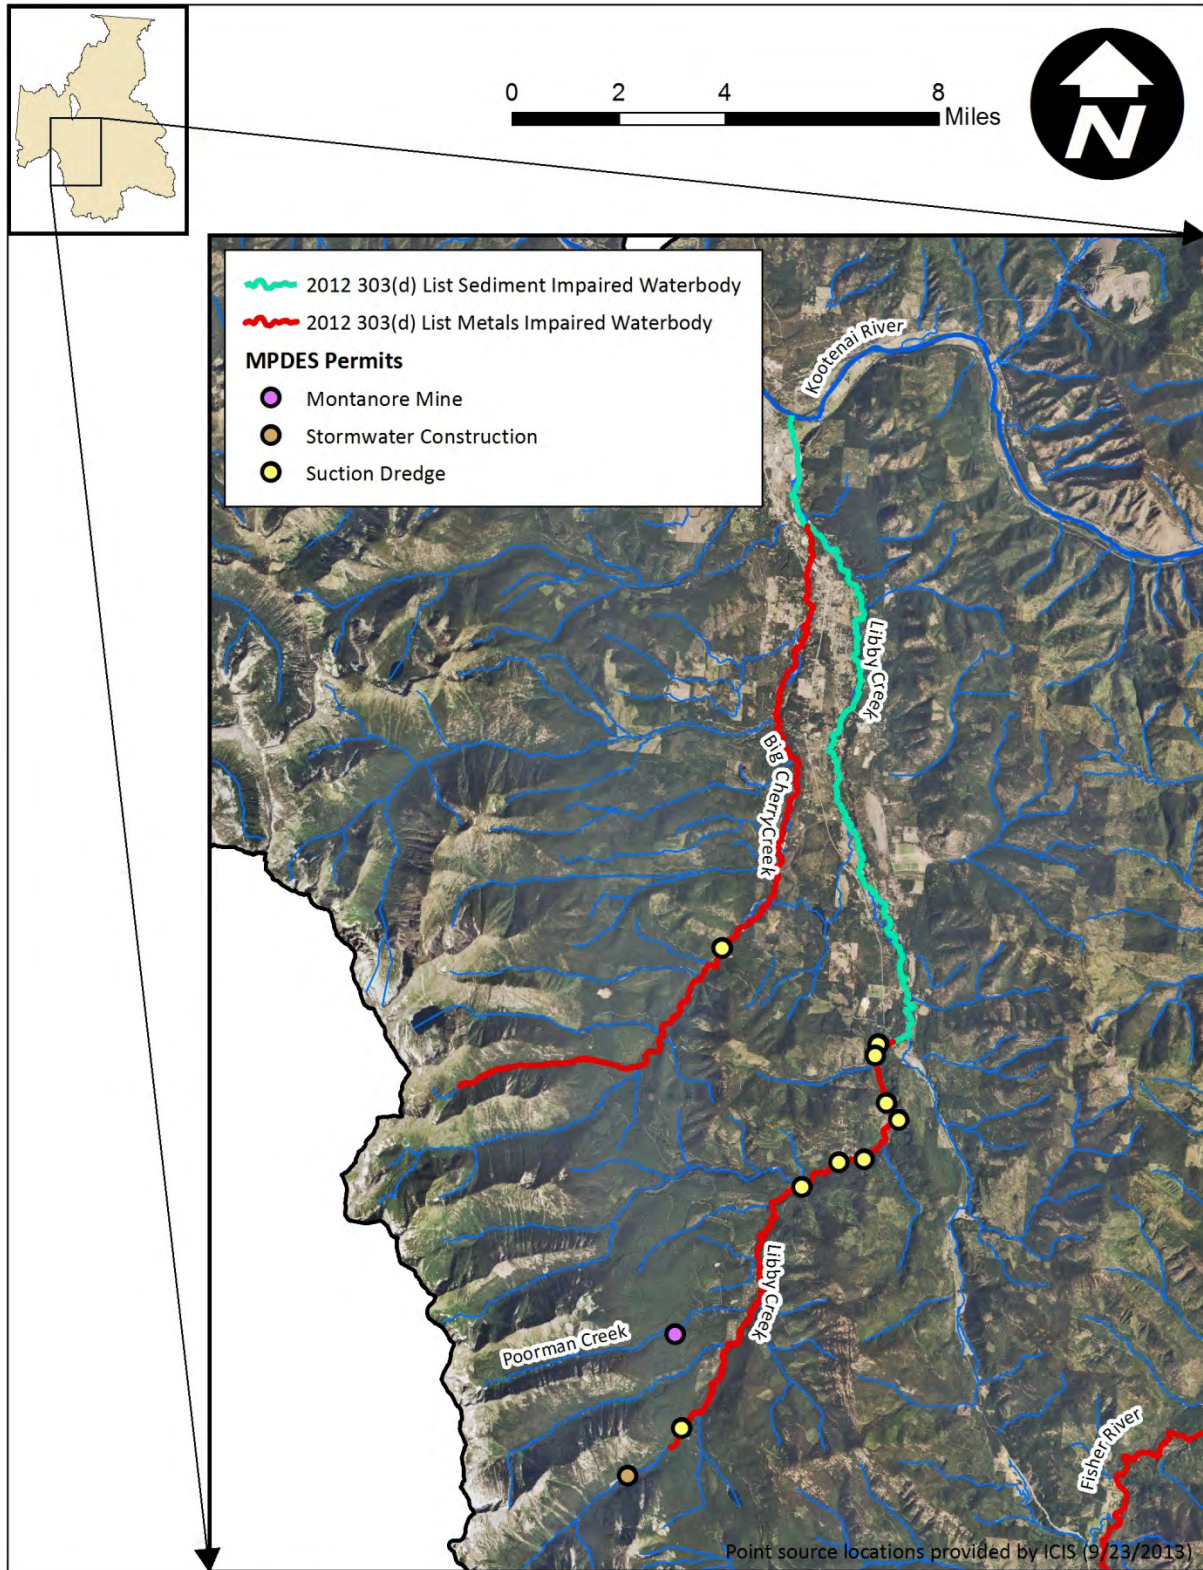 0 2 4 8
Miles
N
2012 303(d) List Sediment Impaired Waterbody
2012 303(d) List Metals Impaired Waterbody
MPDES Permits
Montanore Mine
Stormwater Construction
Suction Dredge
Kootenai River
Libby Creek
Big Cherry Creek
Libby Creek
Poorman Creek
Fisher River
Point source locations provided by ICIS (9/23/2013)